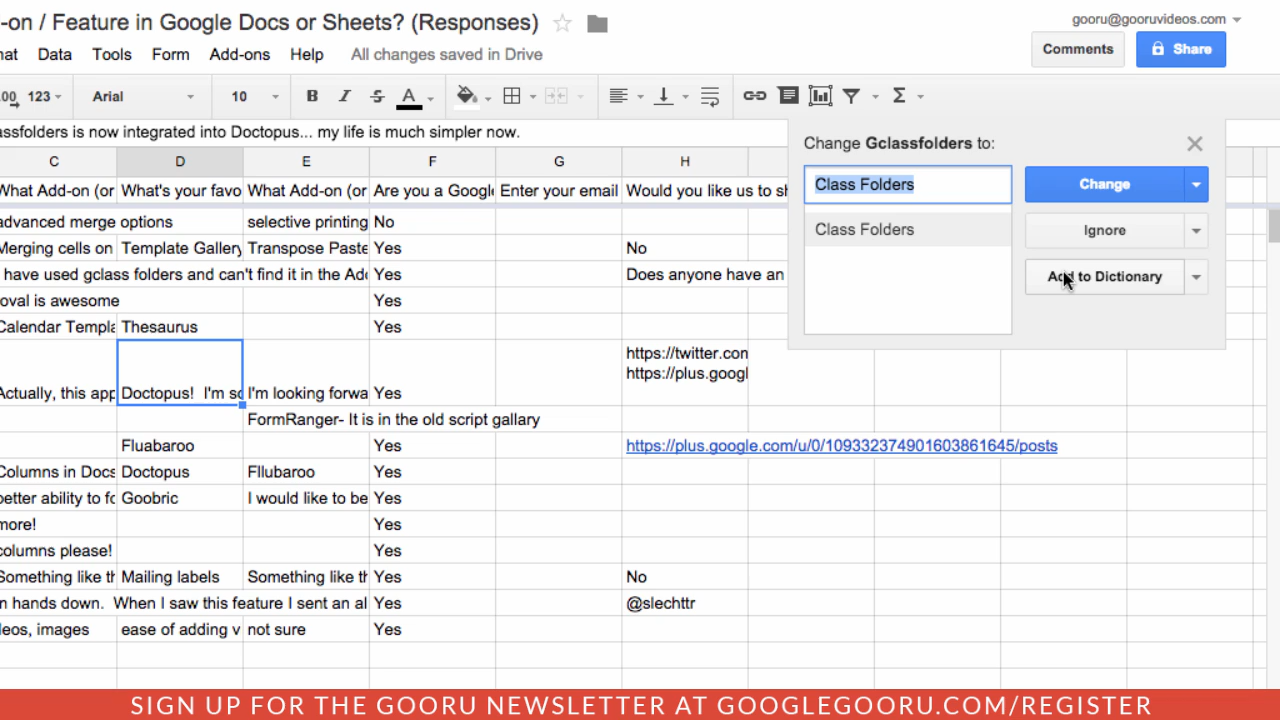 -on / Feature in Google Docs or Sheets? (Responses)
gooru@gooruvideos.com
mat Data Tools Form Add-ons Help All changes saved in Drive
Comments Share
.00 123 Arial 10 B I S A Σ
assfolders is now integrated into Doctopus... my life is much simpler now.
Change Gclassfolders to:
Class Folders Change
Class Folders Ignore
Add to Dictionary
C D E F G H
What Add-on (or What's your favo What Add-on (or Are you a Google Enter your email Would you like us to sh
advanced merge options selective printing No
Merging cells on Template Gallery Transpose Paste Yes No
have used gclass folders and can't find it in the Add Yes Does anyone have an
oval is awesome Yes
Calendar Templa Thesaurus Yes
https://twitter.com
https://plus.googl
Actually, this app Doctopus! I'm so I'm looking forwa Yes
FormRanger- It is in the old script gallary
Fluabaroo Yes https://plus.google.com/u/0/109332374901603861645/posts
Columns in Docs Doctopus Fllubaroo Yes
better ability to fo Goobric I would like to be Yes
more! Yes
columns please! Yes
Something like th Mailing labels Something like th Yes No
n hands down. When I saw this feature I sent an al Yes @slechttr
deos, images ease of adding v not sure Yes
SIGN UP FOR THE GOORU NEWSLETTER AT GOOGLEGOORU.COM/REGISTER